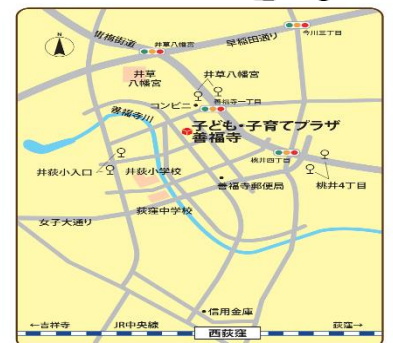 今川三丁目
青梅街道
井草八幡宮
早稲田通り
井草
八幡宮
井草八幡宮
コンビニ
善福寺一丁目
善福寺川
子ども・子育てプラザ
善福寺
桃井四丁目
井荻小入口
井荻小学校
善福寺郵便局
桃井4丁目
荻窪中学校
女子大通り
信用金庫
←吉祥寺
JR中央線
西荻窪
荻窪→